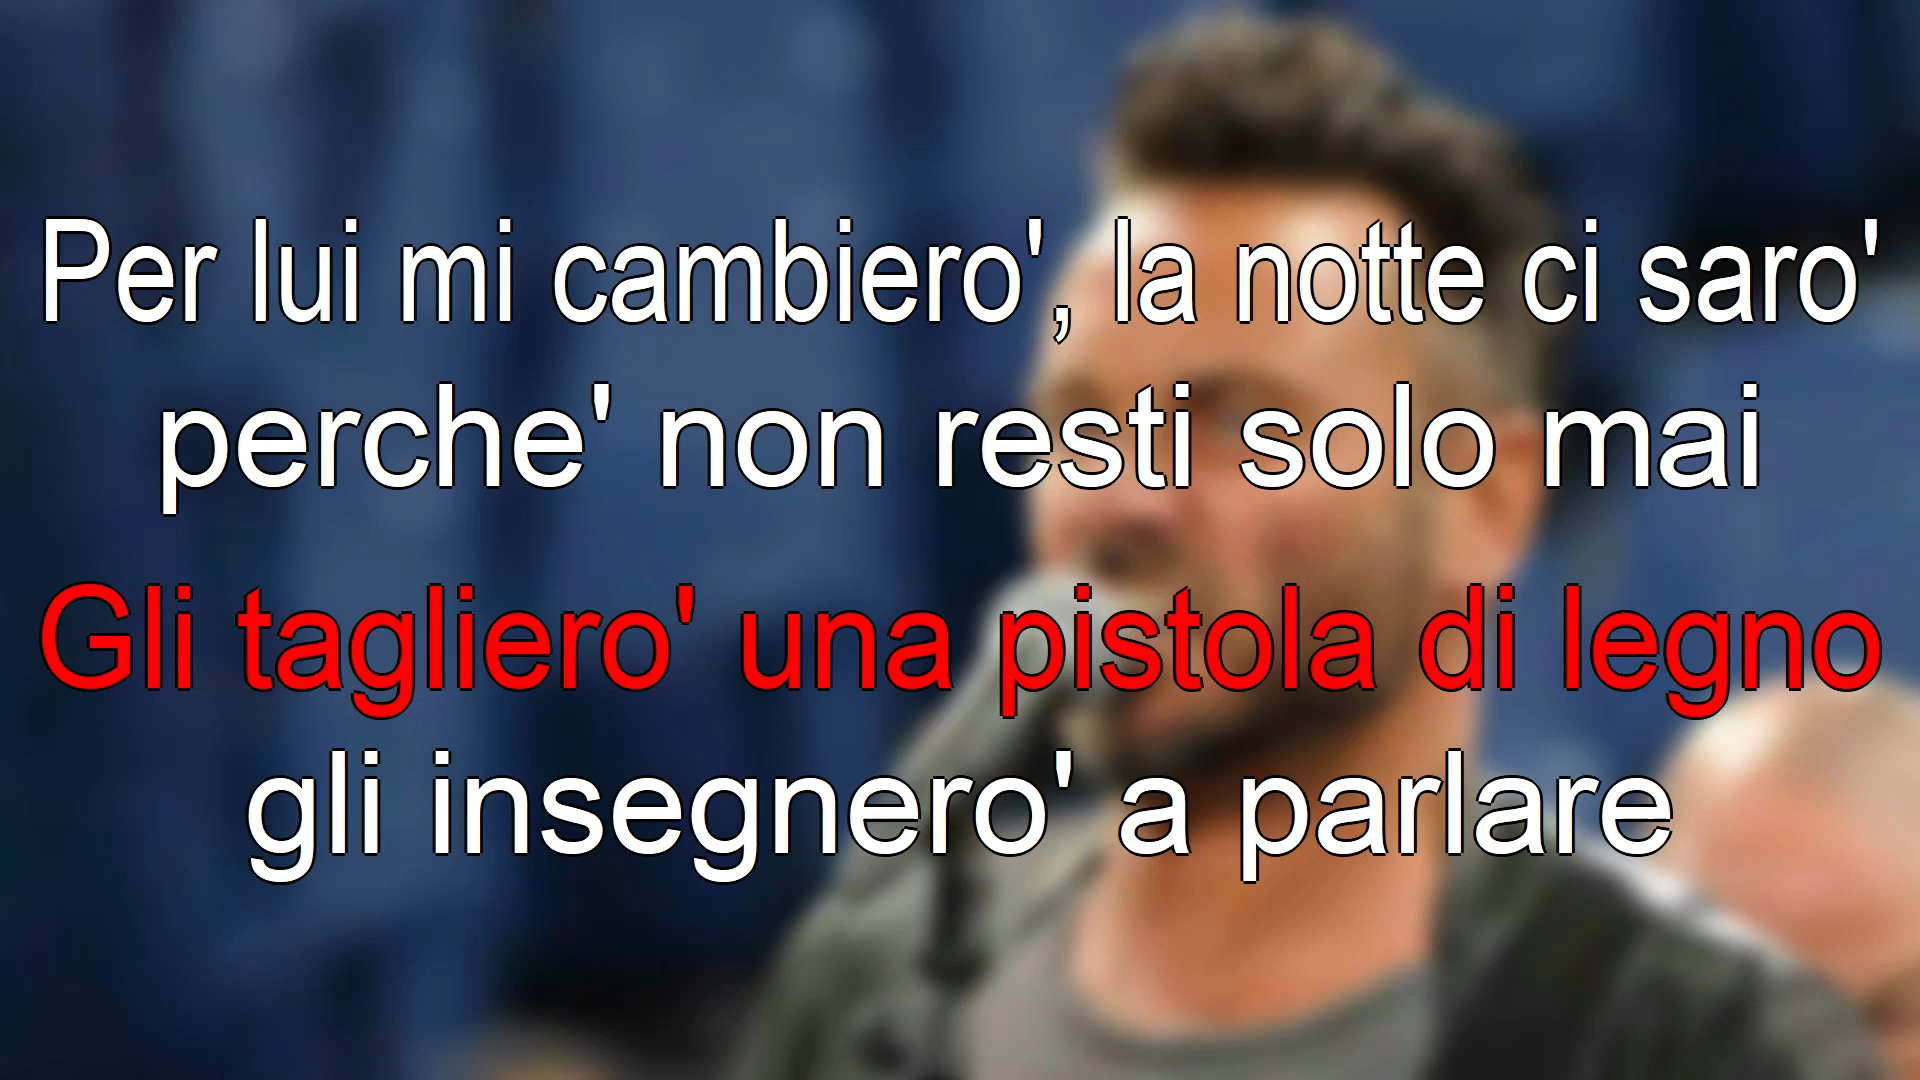 Per lui mi cambiero', la notte ci saro'
perche' non resti solo mai
Gli tagliero' una pistola di legno
gli insegnero' a parlare